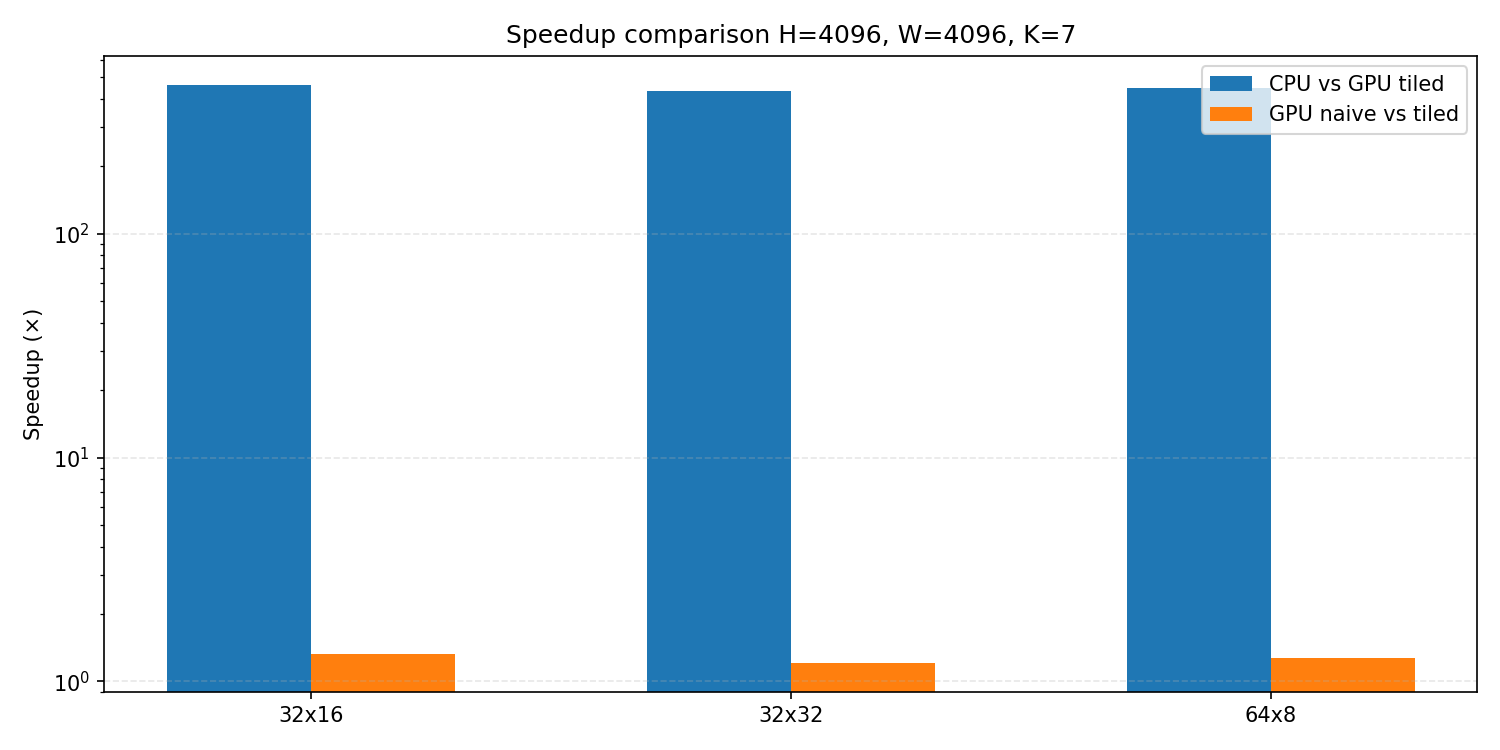 Speedup comparison H=4096, W=4096, K=7
CPU vs GPU tiled
GPU naive vs tiled
Speedup (×)
10²
10¹
10⁰
32x16
32x32
64x8